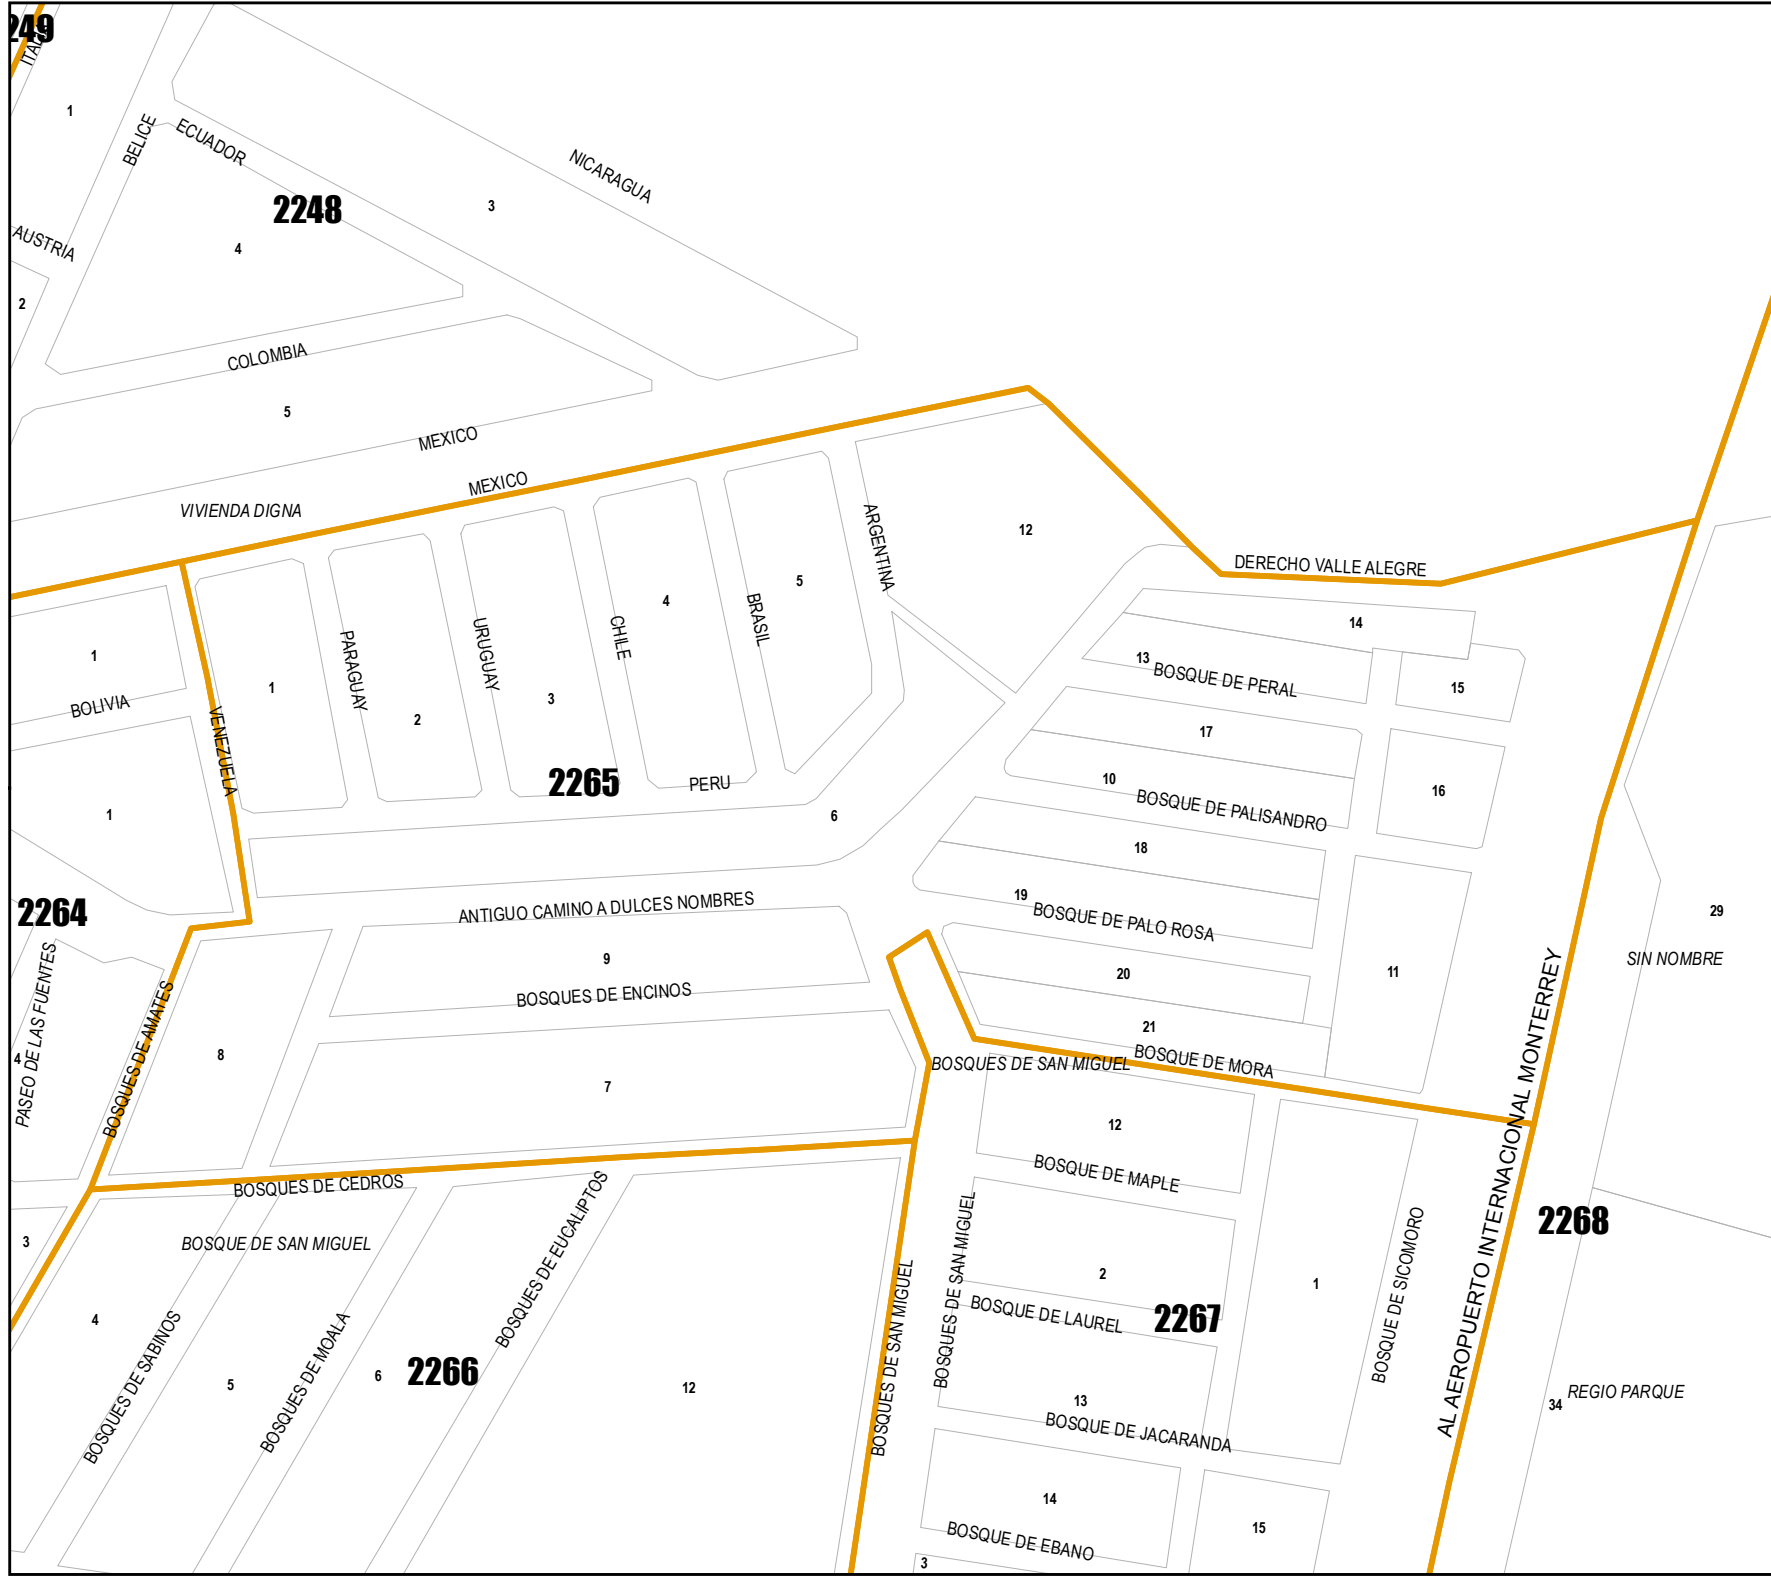 249
ITALIA
1
BELICE
ECUADOR
NICARAGUA
2248
3
4
AUSTRIA
2
COLOMBIA
5
MEXICO
MEXICO
VIVIENDA DIGNA
ARGENTINA
12
DERECHO VALLE ALEGRE
1
BOLIVIA
VENEZUELA
1
PARAGUAY
2
URUGUAY
3
CHILE
4
BRASIL
5
14
13
BOSQUE DE PERAL
15
17
10
BOSQUE DE PALISANDRO
16
2265
PERU
6
1
18
19
BOSQUE DE PALO ROSA
2264
ANTIGUO CAMINO A DULCES NOMBRES
9
BOSQUES DE ENCINOS
20
11
21
BOSQUE DE MORA
29
SIN NOMBRE
PASEO DE LAS FUENTES
4
BOSQUES DE AMATES
8
7
BOSQUES DE SAN MIGUEL
AL AEROPUERTO INTERNACIONAL MONTERREY
12
BOSQUE DE MAPLE
BOSQUES DE CEDROS
3
BOSQUE DE SAN MIGUEL
BOSQUES DE EUCALIPTOS
BOSQUES DE SAN MIGUEL
BOSQUES DE SAN MIGUEL
2
BOSQUE DE LAUREL
2267
1
BOSQUE DE SICOMORO
2268
4
BOSQUES DE SABINOS
5
BOSQUES DE MOALA
6
2266
12
13
BOSQUE DE JACARANDA
34
REGIO PARQUE
14
BOSQUE DE EBANO
15
3